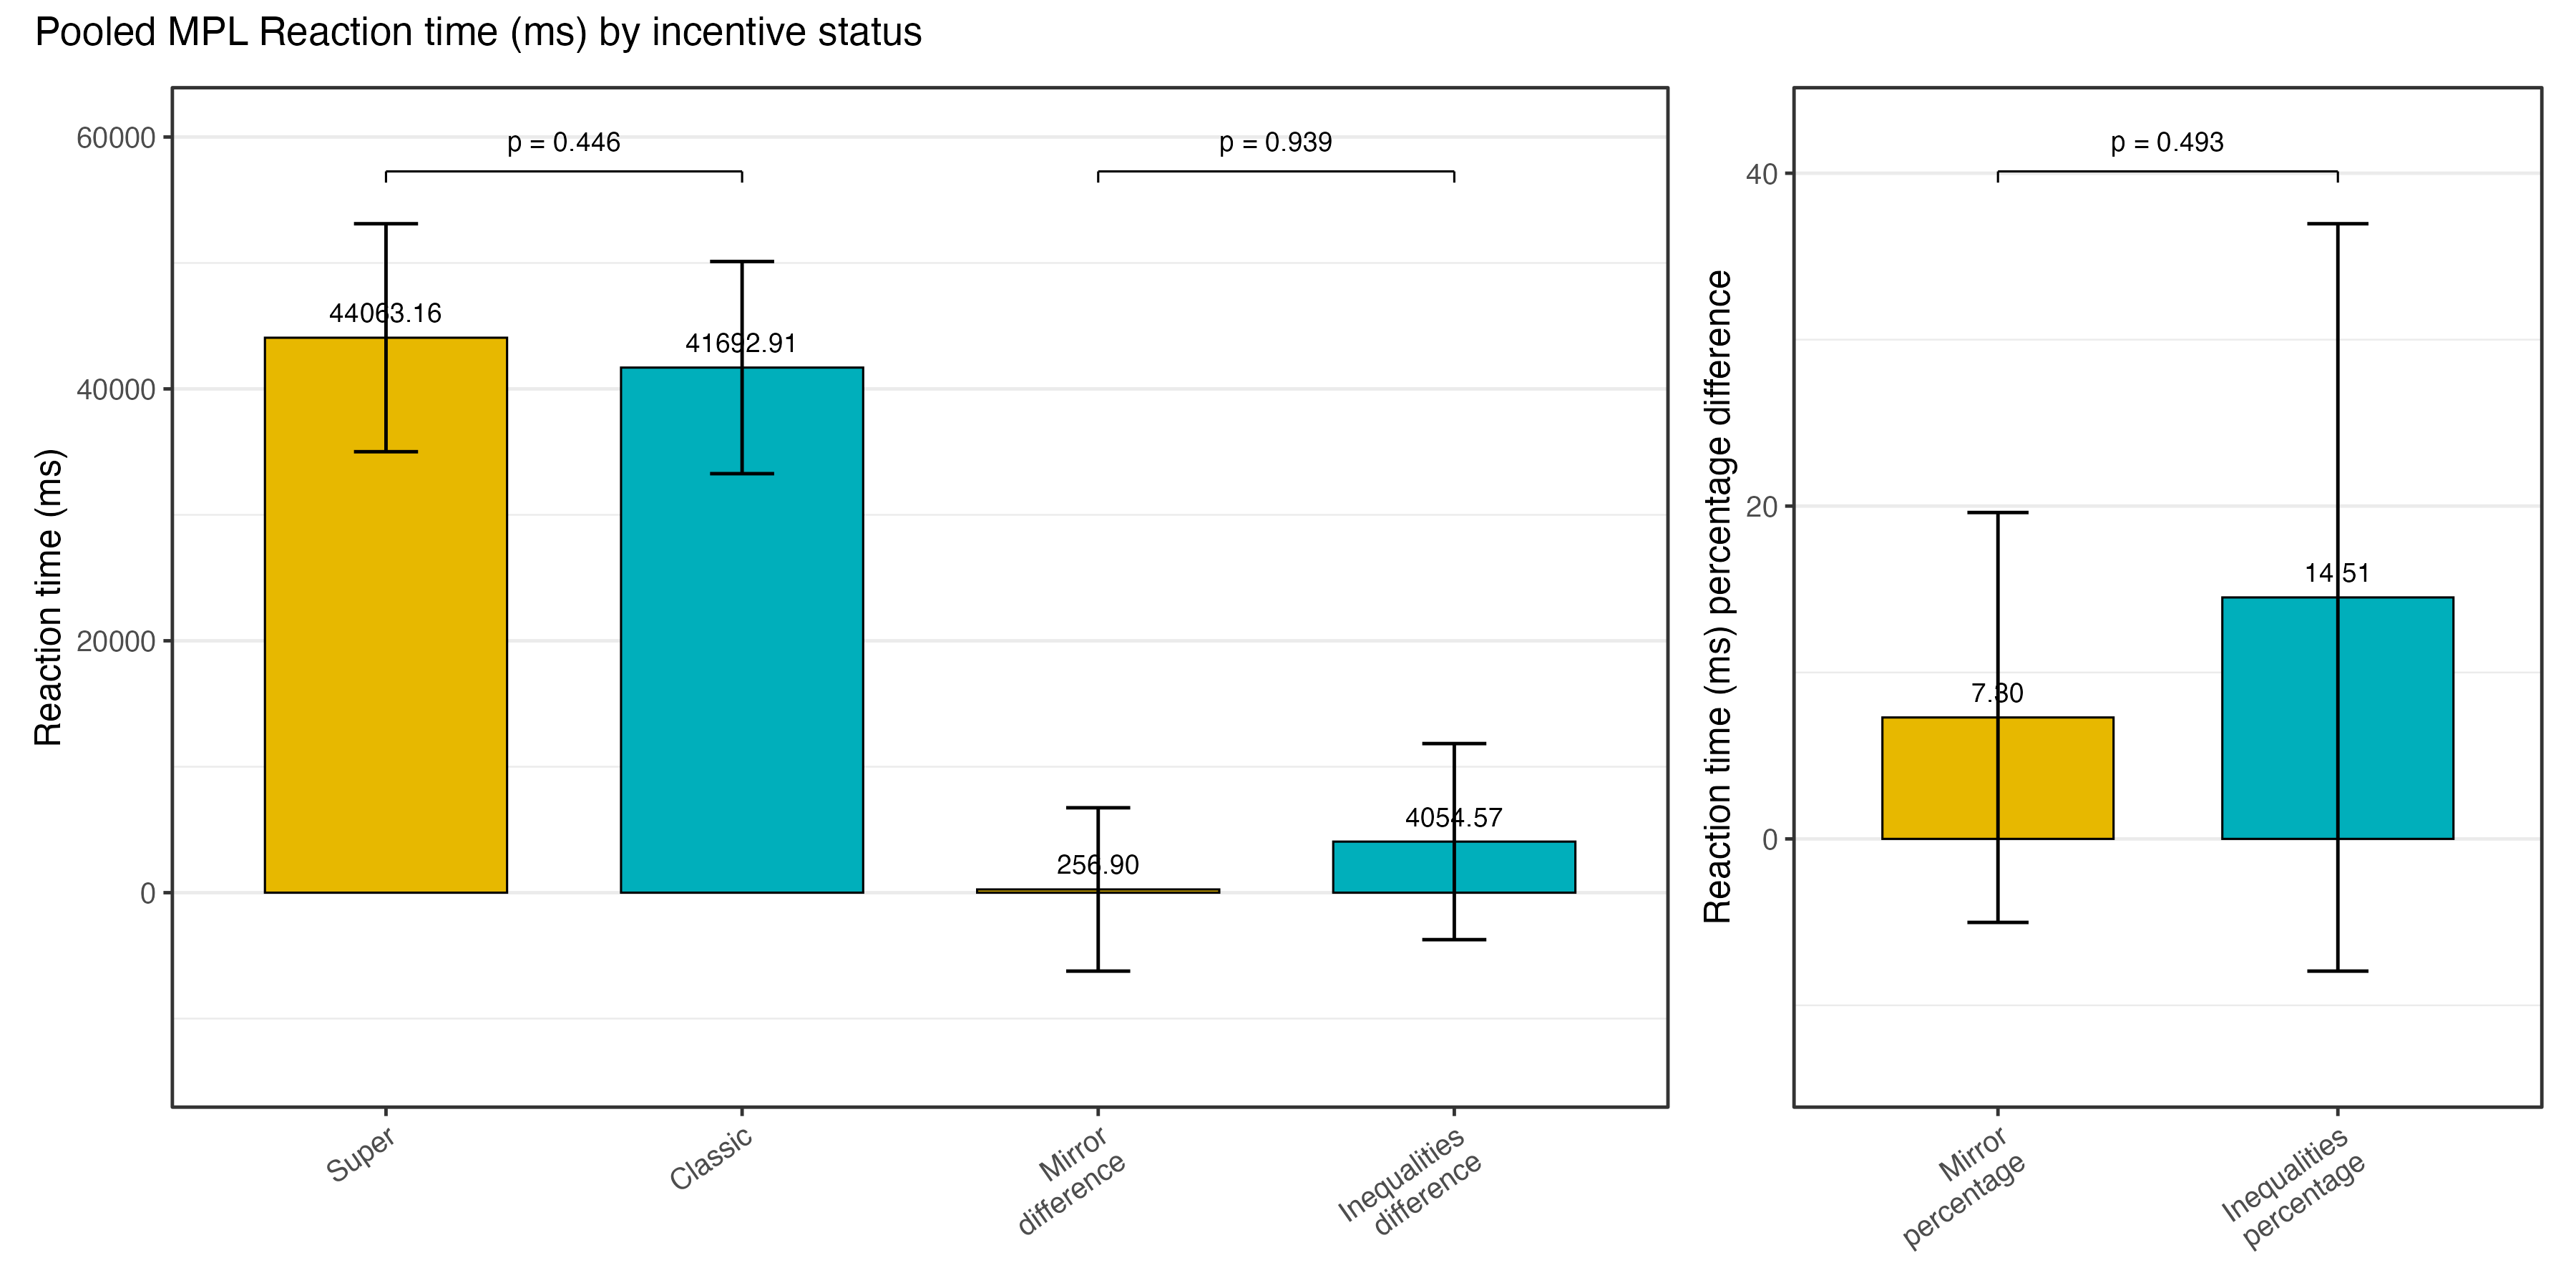 Pooled MPL Reaction time (ms) by incentive status
Reaction time (ms)
60000
40000
20000
0
p = 0.446
p = 0.939
44063.16
41692.91
256.90
4054.57
Super
Classic
Mirror
difference
Inequalities
difference
Reaction time (ms) percentage difference
40
20
0
p = 0.493
7.30
14.51
Mirror
percentage
Inequalities
percentage